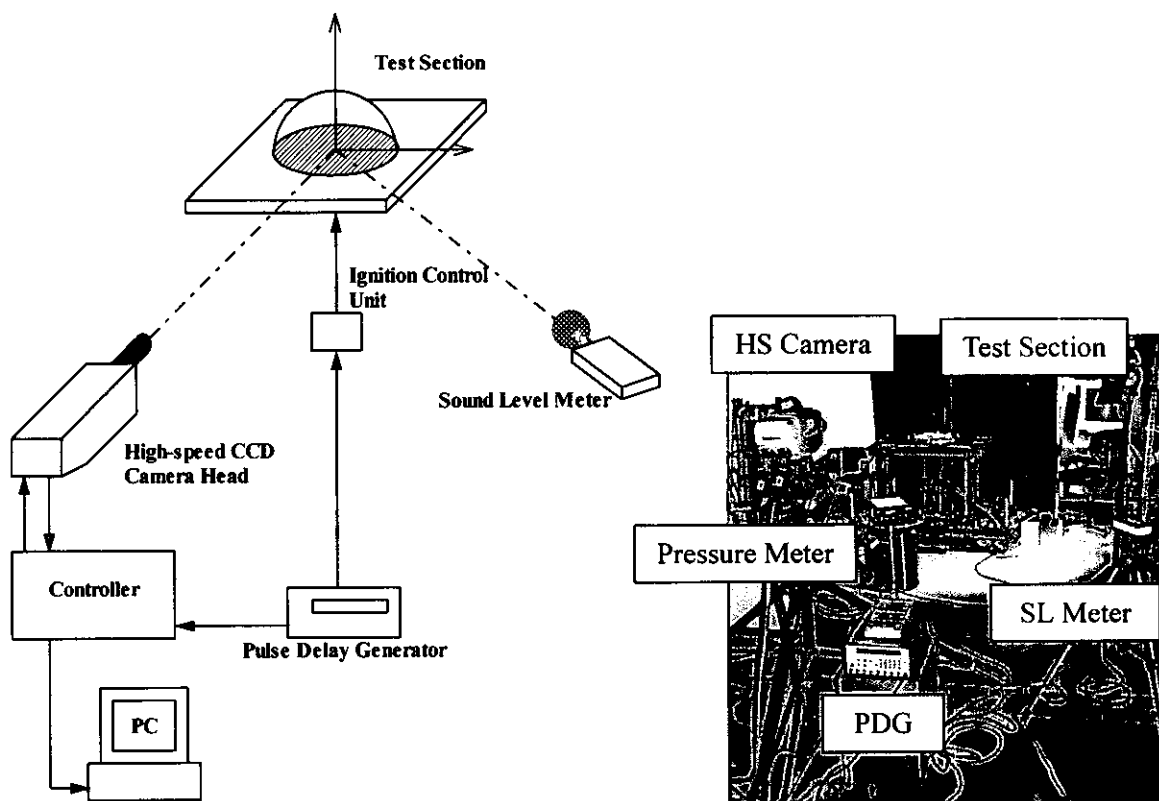 Test Section
Ignition Control
Unit
Sound Level Meter
High-speed CCD
Camera Head
Controller
Pulse Delay Generator
PC
HS Camera
Test Section
Pressure Meter
SL Meter
PDG